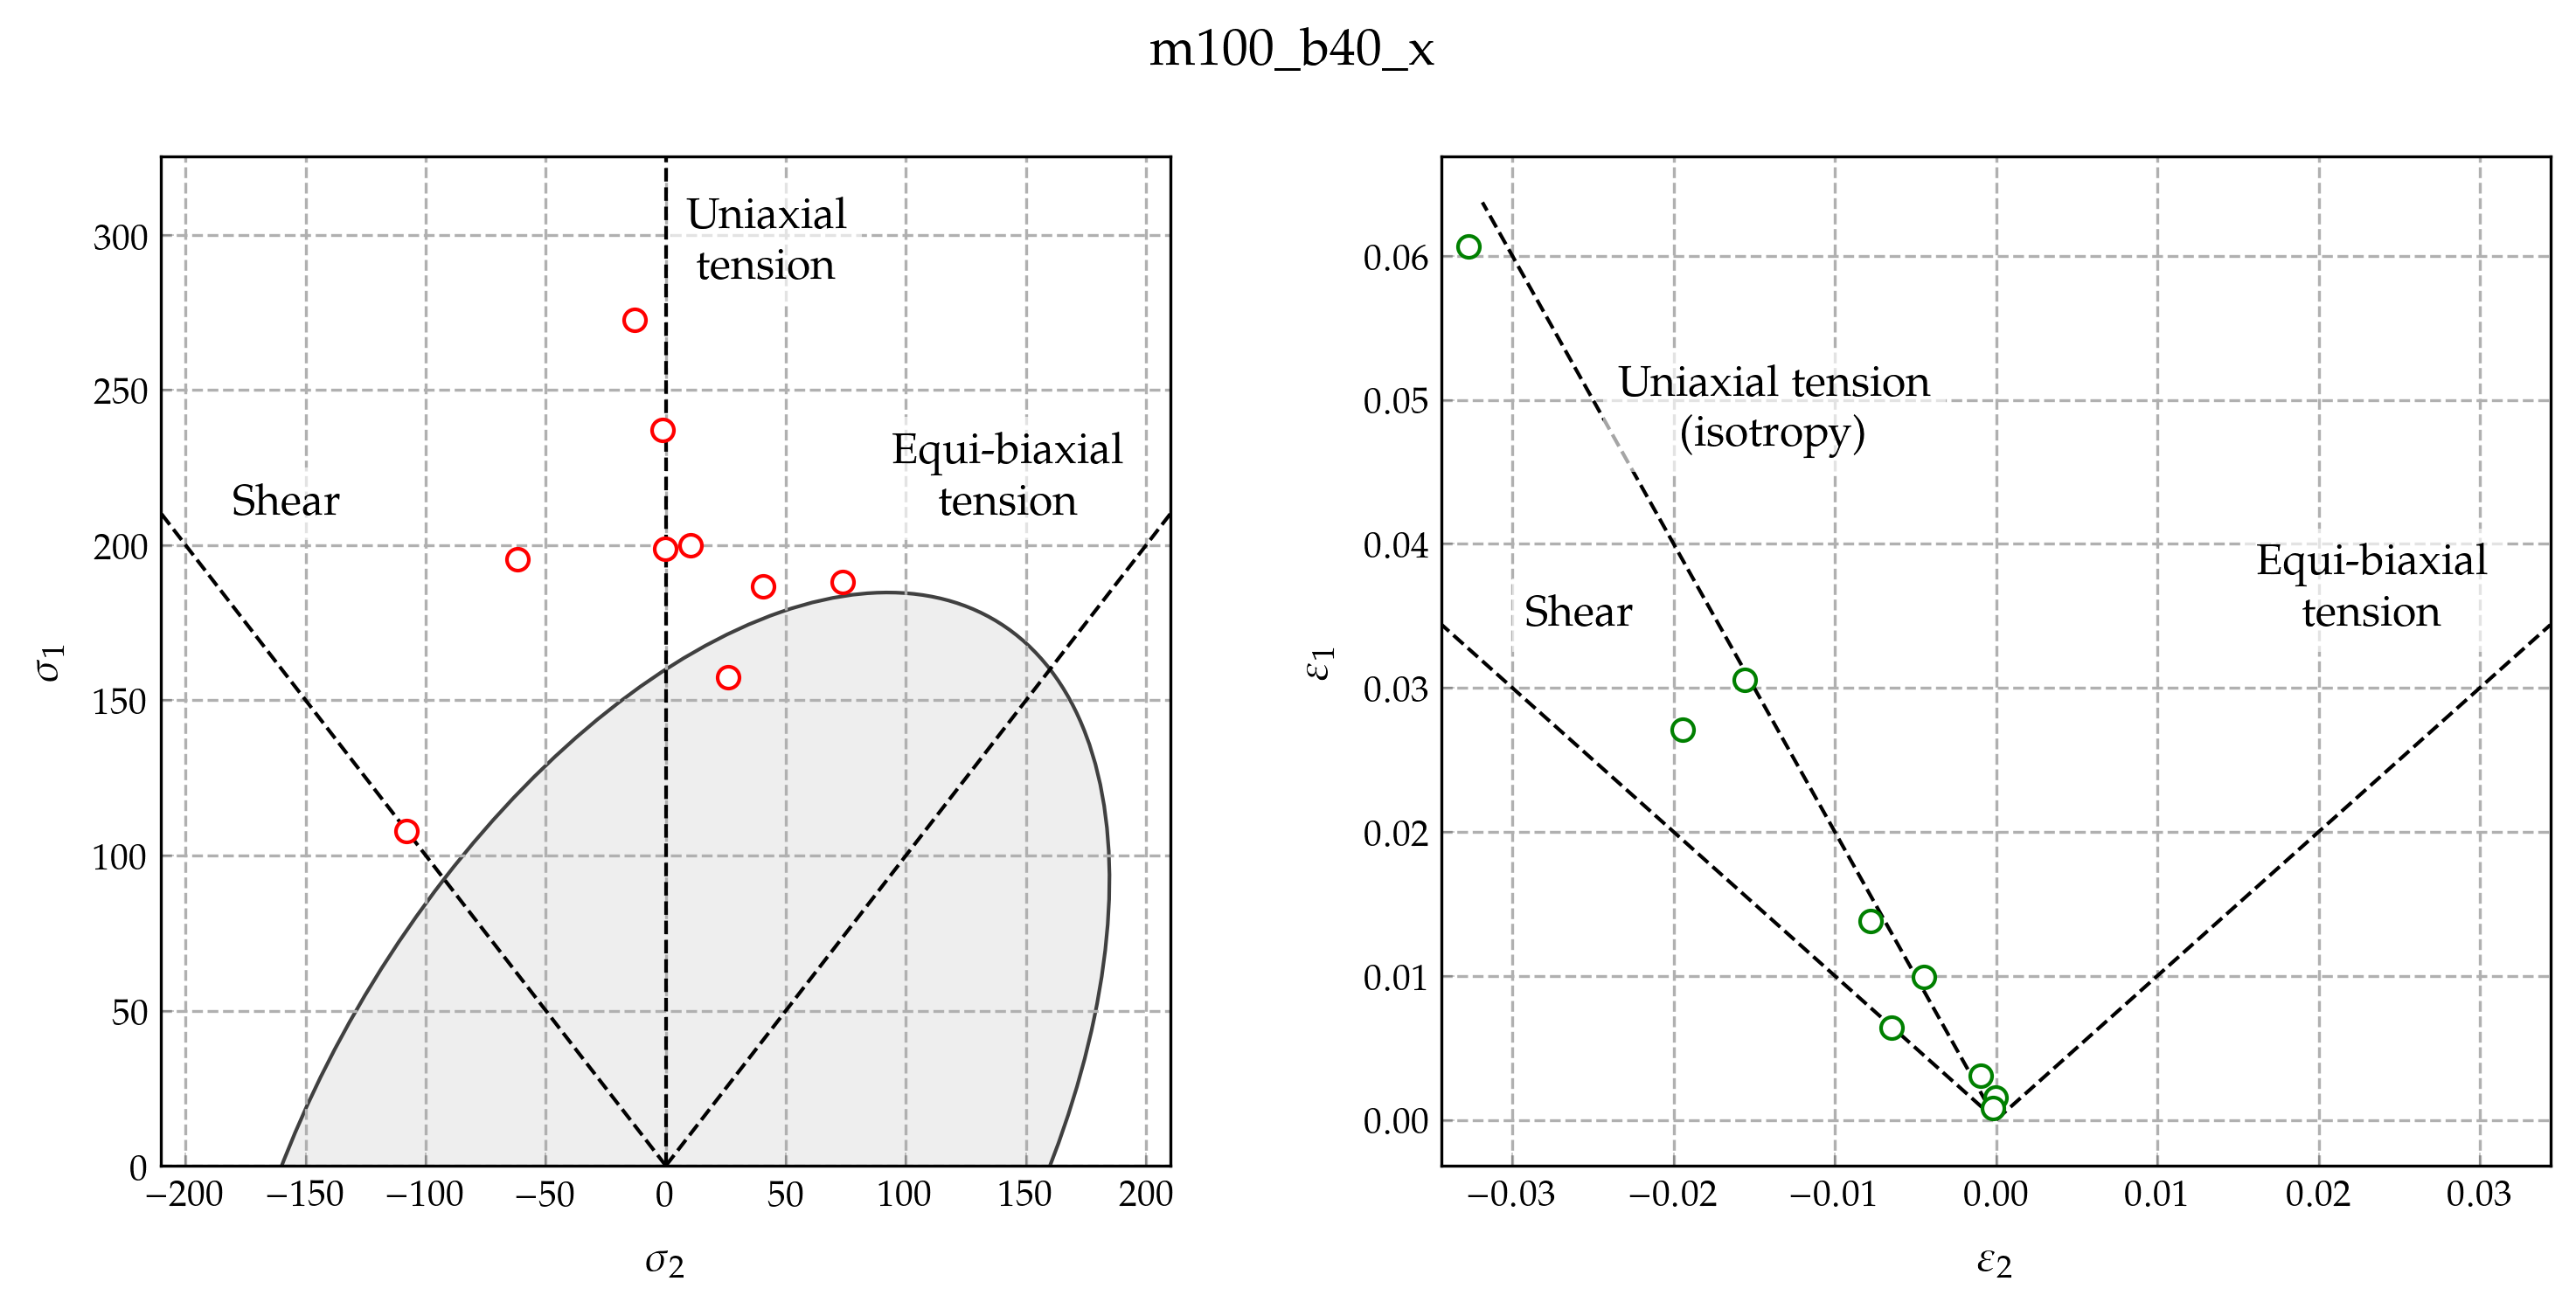 m100_b40_x
Uniaxial
tension
Equi-biaxial
tension
Shear
300
250
200
150
100
50
0
−200 −150 −100 −50 0 50 100 150 200
σ1
σ2
Uniaxial tension
(isotropy)
Equi-biaxial
tension
Shear
0.06
0.05
0.04
0.03
0.02
0.01
0.00
−0.03 −0.02 −0.01 0.00 0.01 0.02 0.03
ε1
ε2